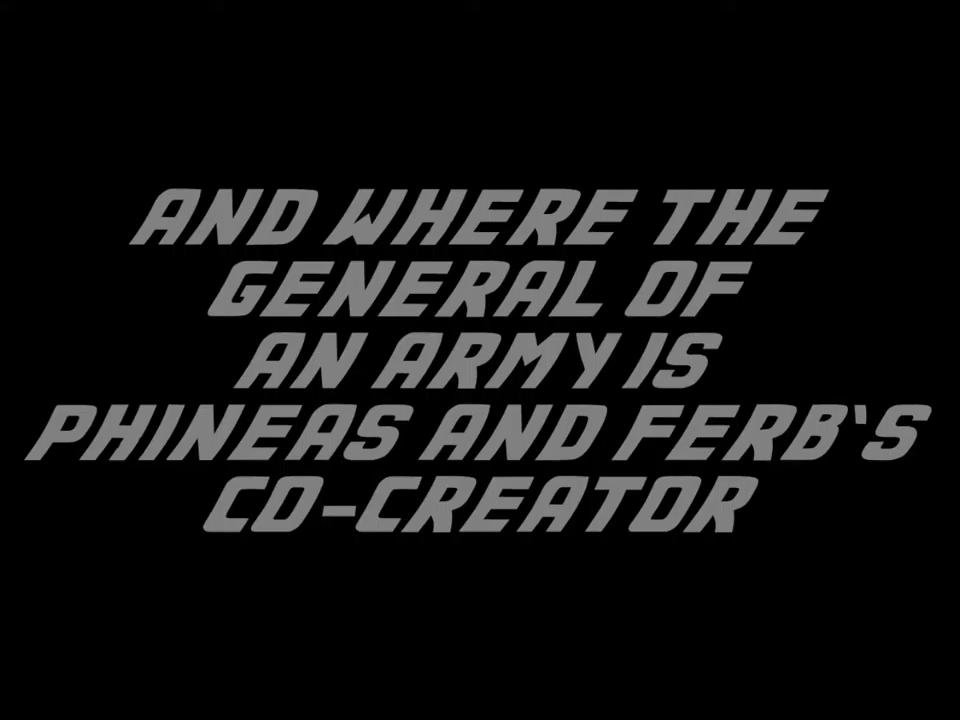 AND WHERE THE
GENERAL OF
AN ARMY IS
PHINEAS AND FERB'S
CO-CREATOR